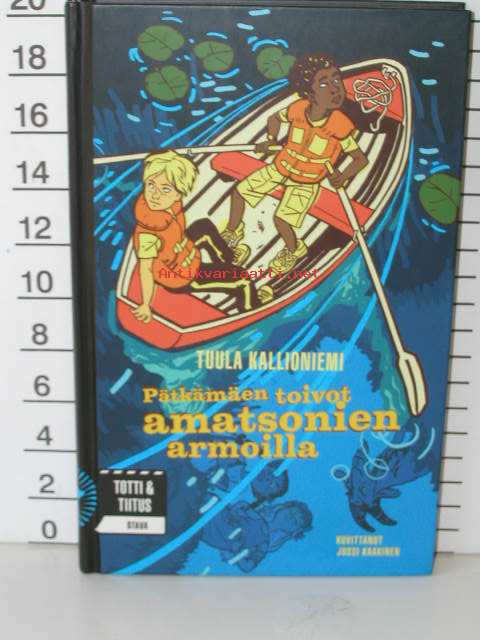 20
18
16
14
12
10
8
6
4
2
0
Antikvariaatti.net
TUULA KALLIONIEMI
Pätkämäen toivot
amatsonien
armoilla
TOTTI &
TIITUS
OTAVA
KUVITTANUT
JUSSI KAAKINEN